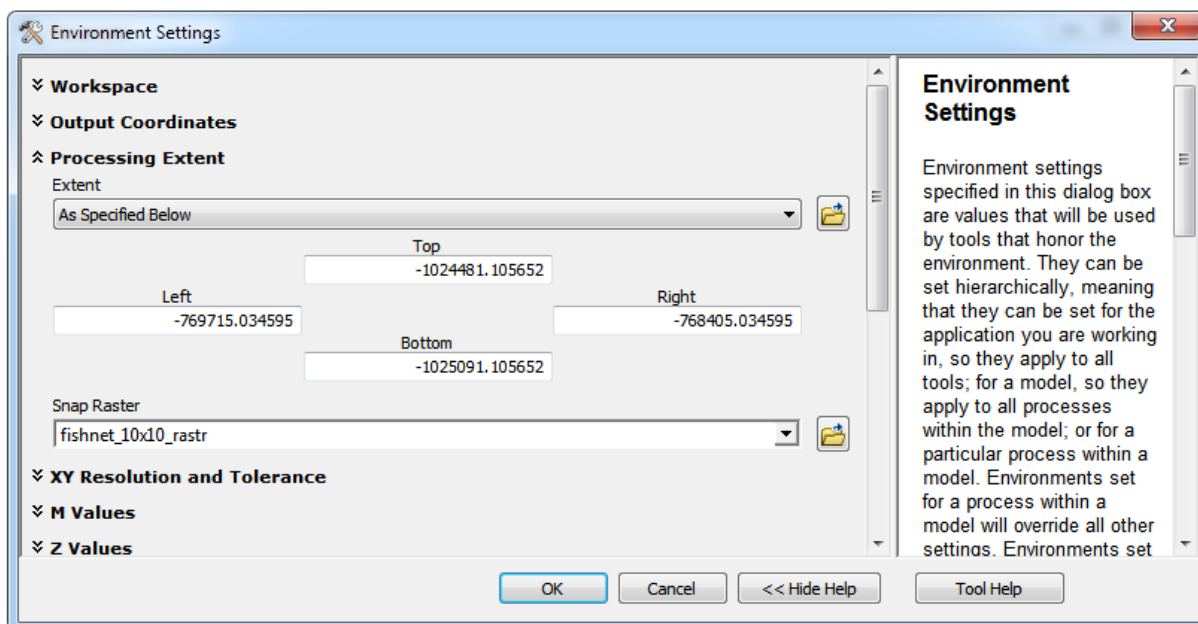 Environment Settings
Workspace
Output Coordinates
Processing Extent
Extent
As Specified Below
Top
-1024481.105652
Left
Right
-769715.034595
-768405.034595
Bottom
-1025091.105652
Snap Raster
fishnet_10x10_rastr
XY Resolution and Tolerance
M Values
Z Values
Environment
Settings
Environment settings
specified in this dialog box
are values that will be used
by tools that honor the
environment. They can be
set hierarchically, meaning
that they can be set for the
application you are working
in, so they apply to all
tools; for a model, so they
apply to all processes
within the model; or for a
particular process within a
model. Environments set
for a process within a
model will override all other
settings. Environments set
OK
Cancel
<< Hide Help
Tool Help